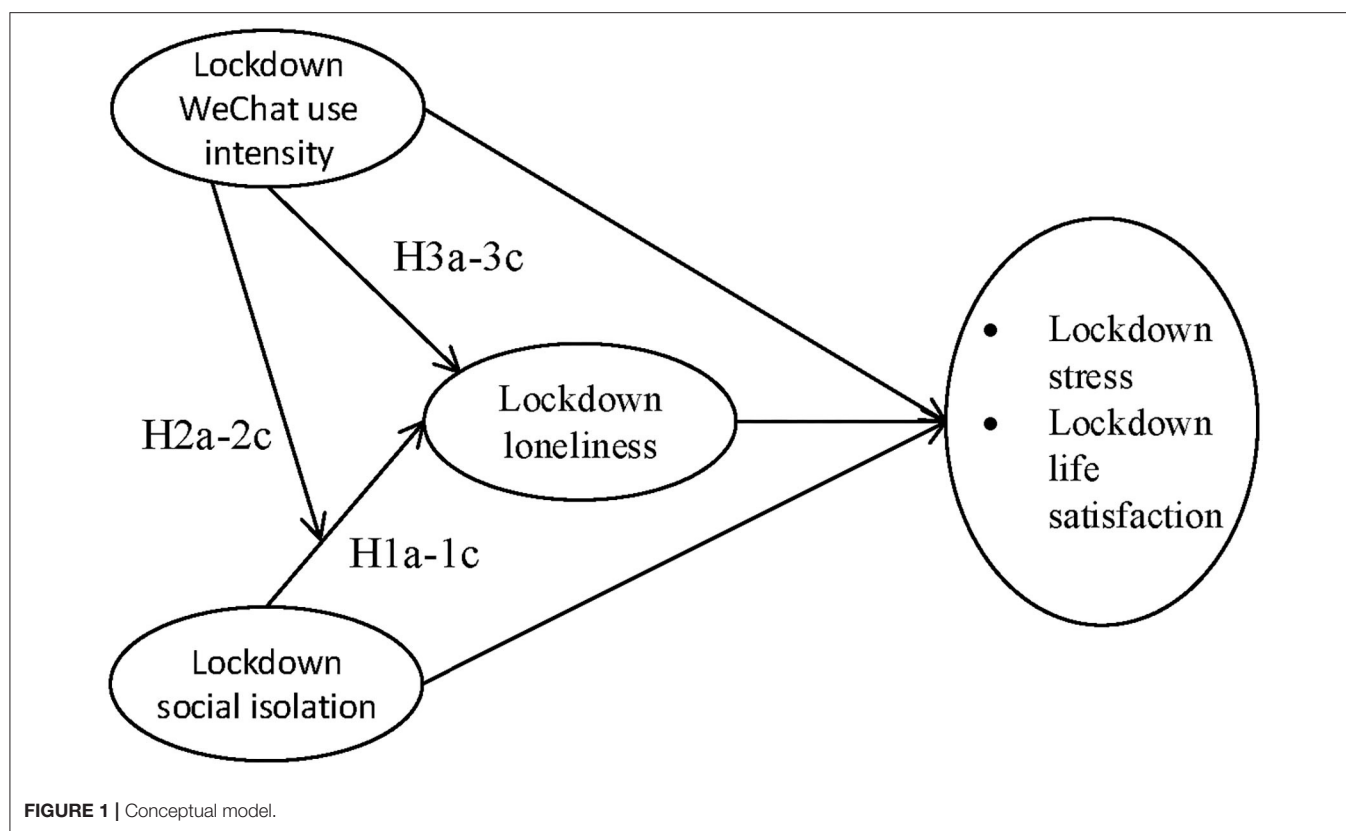 Lockdown
WeChat use
intensity
H3a-3c
H2a-2c
Lockdown
loneliness
H1a-1c
Lockdown
social isolation
• Lockdown
stress
• Lockdown
life
satisfaction
FIGURE 1 | Conceptual model.